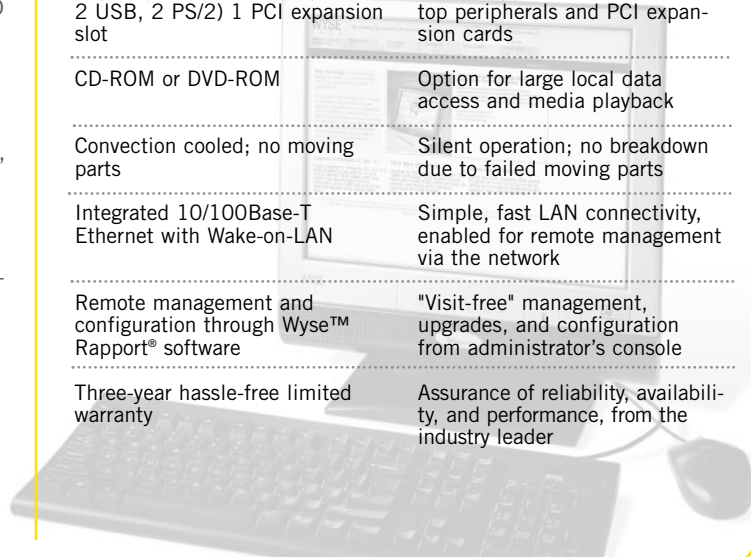 2 USB, 2 PS/2) 1 PCI expansion
slot
top peripherals and PCI expan-
sion cards
CD-ROM or DVD-ROM
Option for large local data
access and media playback
Convection cooled; no moving
parts
Silent operation; no breakdown
due to failed moving parts
Integrated 10/100Base-T
Ethernet with Wake-on-LAN
Simple, fast LAN connectivity,
enabled for remote management
via the network
Remote management and
configuration through Wyse™
Rapport® software
"Visit-free" management,
upgrades, and configuration
from administrator's console
Three-year hassle-free limited
warranty
Assurance of reliability, availabili-
ty, and performance, from the
industry leader